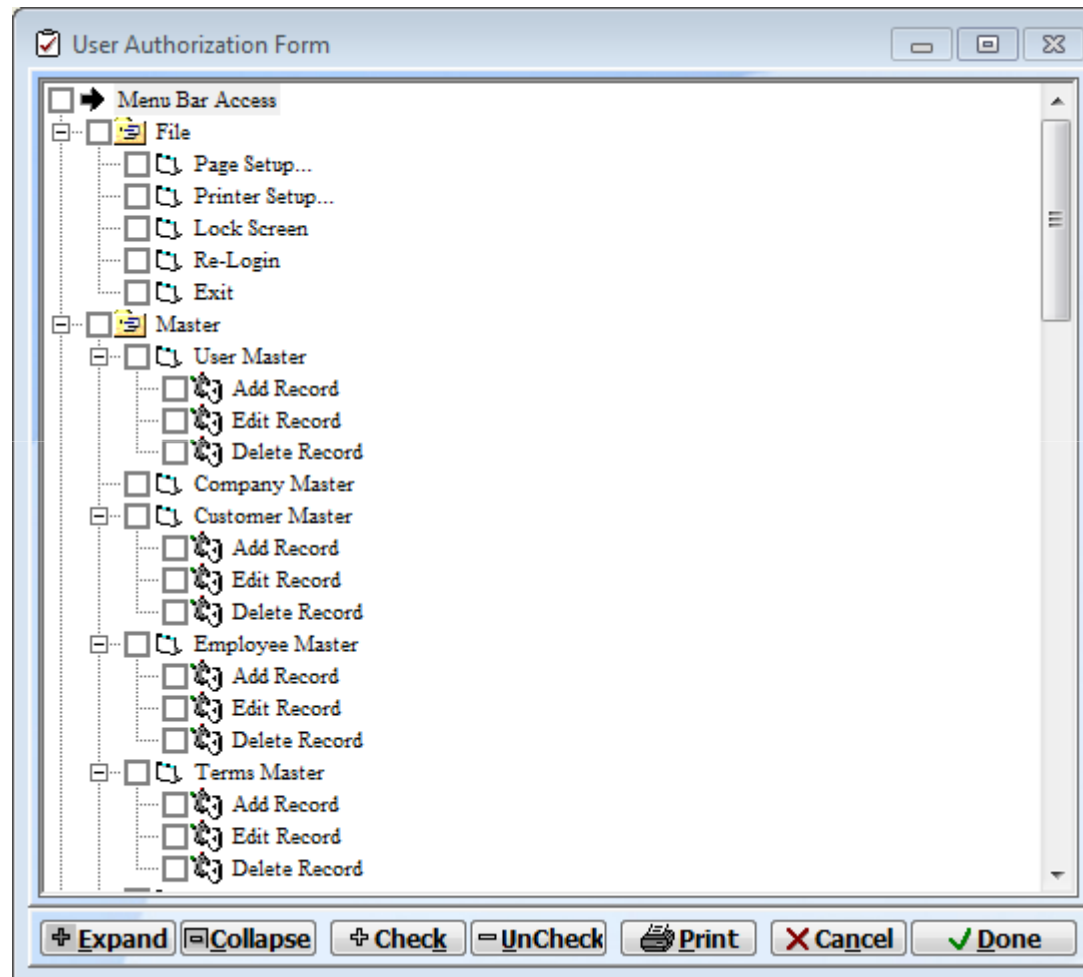 User Authorization Form
Menu Bar Access
File
Page Setup...
Printer Setup...
Lock Screen
Re-Login
Exit
Master
User Master
Add Record
Edit Record
Delete Record
Company Master
Customer Master
Add Record
Edit Record
Delete Record
Employee Master
Add Record
Edit Record
Delete Record
Terms Master
Add Record
Edit Record
Delete Record
Expand Collapse Check UnCheck Print Cancel Done